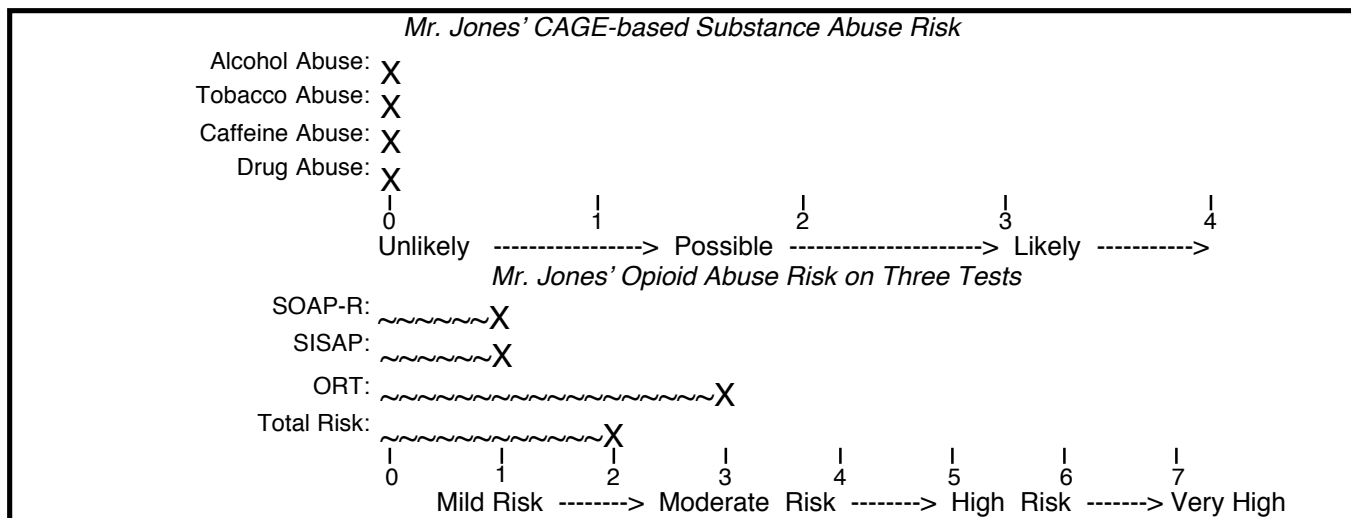 Mr. Jones' CAGE-based Substance Abuse Risk
Alcohol Abuse: X
Tobacco Abuse: X
Caffeine Abuse: X
Drug Abuse: X
0 1 2 3 4
Unlikely -----------------> Possible ----------------------> Likely ----------->
Mr. Jones' Opioid Abuse Risk on Three Tests
SOAP-R: ~~~~~~X
SISAP: ~~~~~~X
ORT: ~~~~~~~~~~~~~~~~~~X
Total Risk: ~~~~~~~~~~~~X
0 1 2 3 4 5 6 7
Mild Risk --------> Moderate Risk --------> High Risk -------> Very High